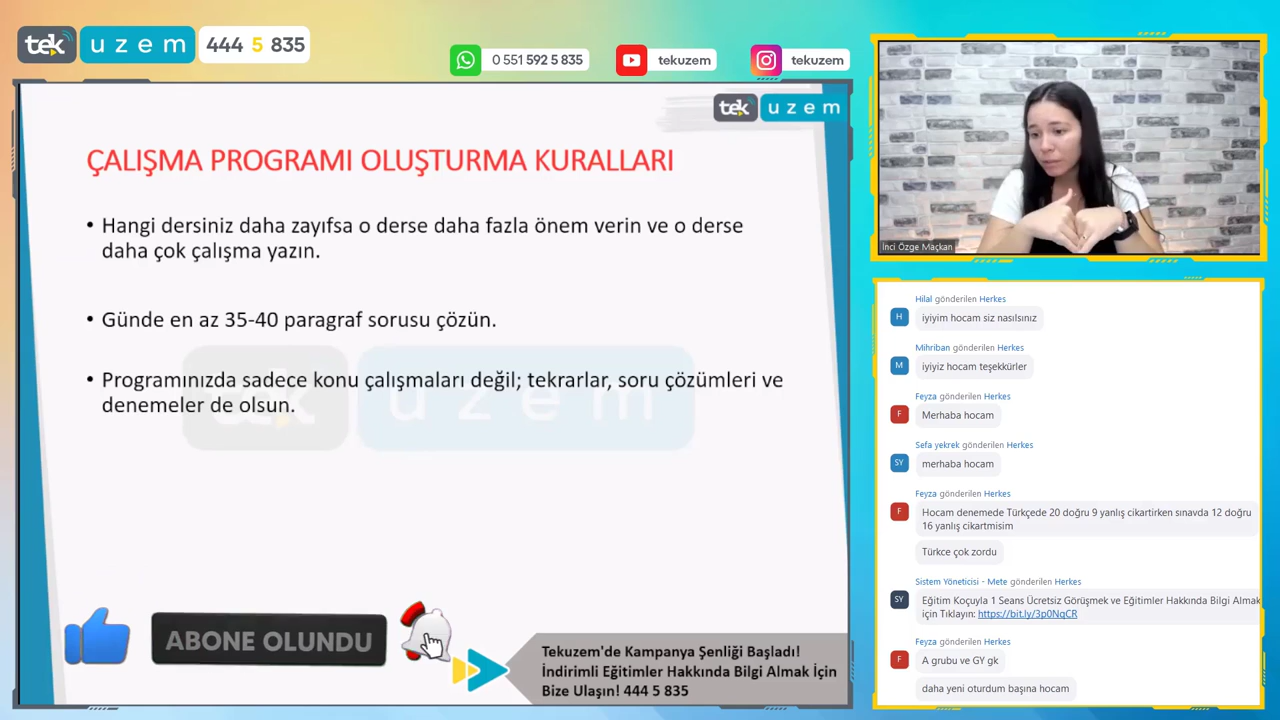 tek uzem 444 5 835
0 551 592 5 835
tekuzem
tekuzem
tek uzem
ÇALIŞMA PROGRAMI OLUŞTURMA KURALLARI
• Hangi dersiniz daha zayıfsa o derse daha fazla önem verin ve o derse
daha çok çalışma yazın.
• Günde en az 35-40 paragraf sorusu çözün.
• Programınızda sadece konu çalışmaları değil; tekrarlar, soru çözümleri ve
denemeler de olsun.
tek uzem
ABONE OLUNDU
Tekuzem'de Kampanya Şenliği Başladı!
İndirimli Eğitimler Hakkında Bilgi Almak İçin
Bize Ulaşın! 444 5 835
İnci Özge Maçkan
Hilal gönderilen Herkes
H iyiyim hocam siz nasılsınız
Mihriban gönderilen Herkes
M iyiyiz hocam teşekkürler
Feyza gönderilen Herkes
F Merhaba hocam
Sefa yekrek gönderilen Herkes
SY merhaba hocam
Feyza gönderilen Herkes
F Hocam denemede Türkçede 20 doğru 9 yanlış cikartirken sınavda 12 doğru
16 yanlış cikartmisim
Türkce çok zordu
Sistem Yöneticisi - Mete gönderilen Herkes
SY Eğitim Koçuyla 1 Seans Ücretsiz Görüşmek ve Eğitimler Hakkında Bilgi Almak
için Tıklayın: https://bit.ly/3p0NqCR
Feyza gönderilen Herkes
F A grubu ve GY gk
daha yeni oturdum başına hocam